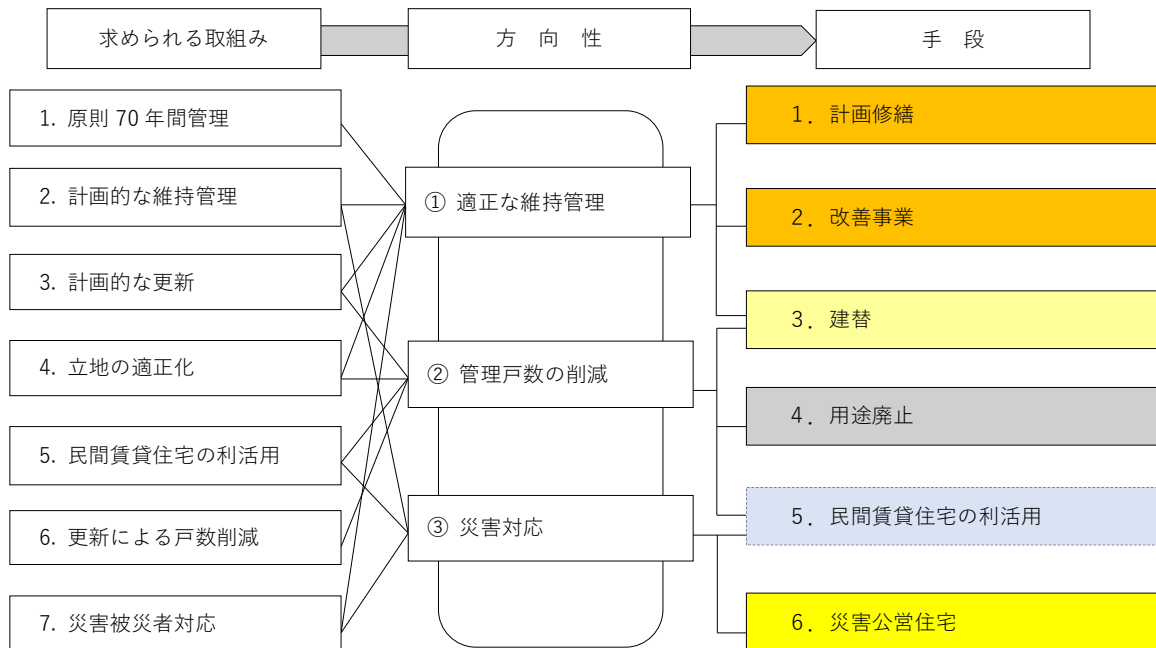 求められる取組み
方 向 性
手 段
1. 原則 70 年間管理
2. 計画的な維持管理
3. 計画的な更新
4. 立地の適正化
5. 民間賃貸住宅の利活用
6. 更新による戸数削減
7. 災害被災者対応
① 適正な維持管理
② 管理戸数の削減
③ 災害対応
1．計画修繕
2．改善事業
3．建替
4．用途廃止
5．民間賃貸住宅の利活用
6．災害公営住宅